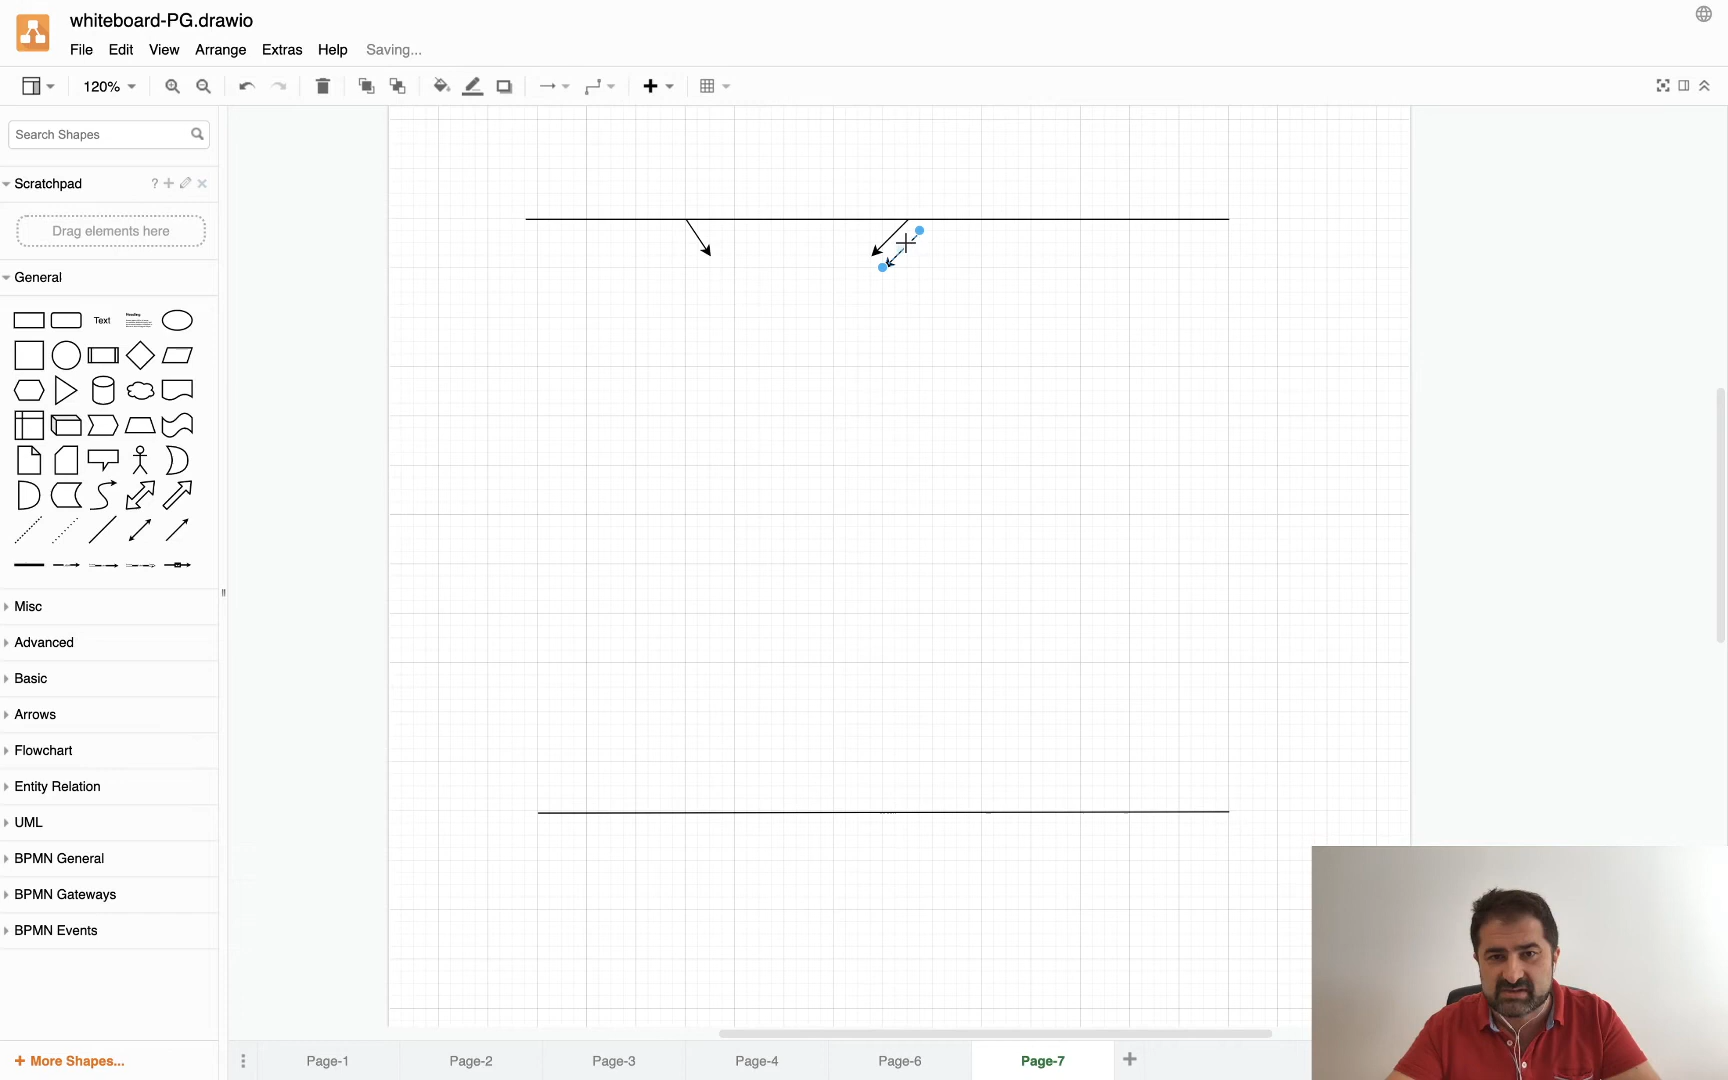 whiteboard-PG.drawio
File Edit View Arrange Extras Help Saving...
120%
Search Shapes
Scratchpad ?
Drag elements here
General
Text
Heading
Misc
Advanced
Basic
Arrows
Flowchart
Entity Relation
UML
BPMN General
BPMN Gateways
BPMN Events
+ More Shapes...
Page-1 Page-2 Page-3 Page-4 Page-6 Page-7